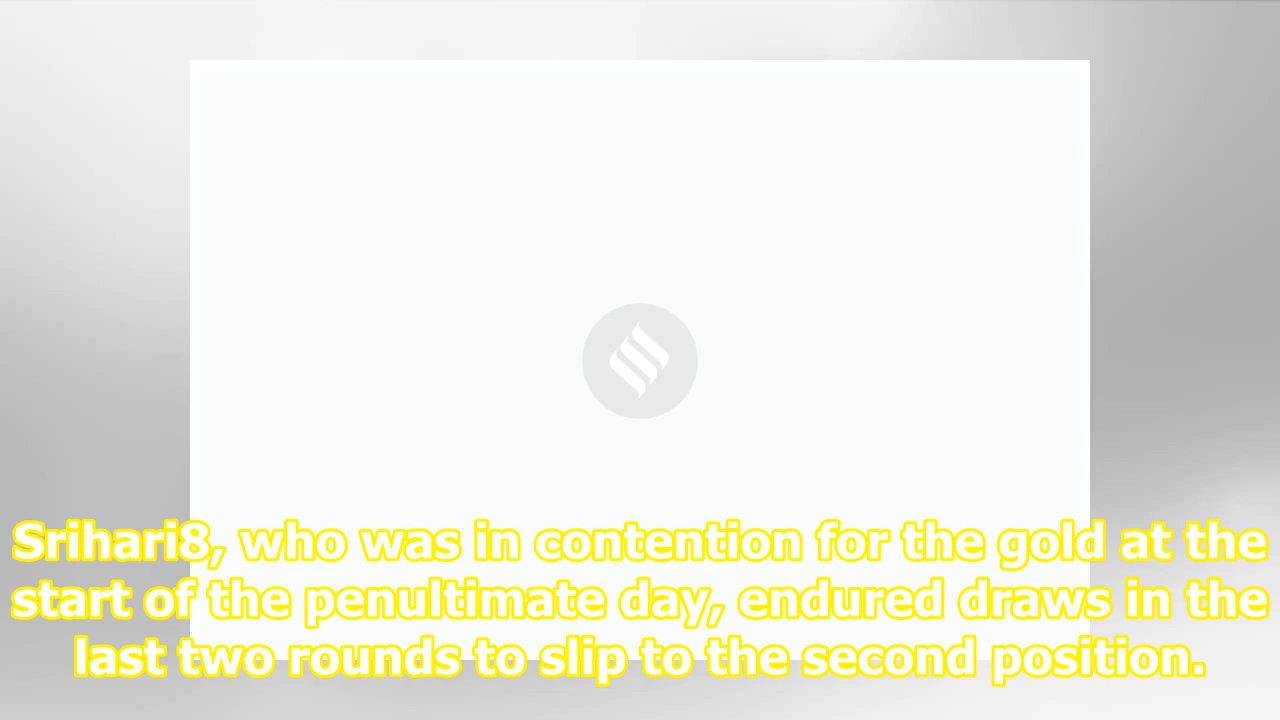 Srihari8, who was in contention for the gold at the
start of the penultimate day, endured draws in the
last two rounds to slip to the second position.